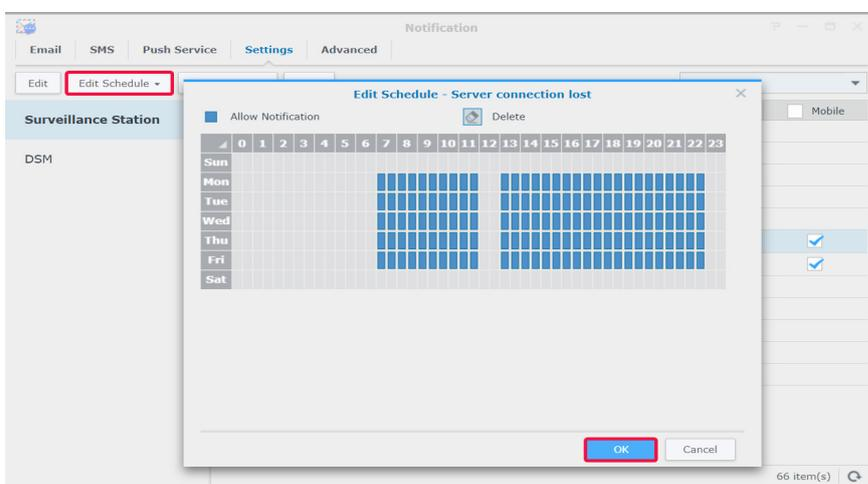 Notification
Email SMS Push Service Settings Advanced
Edit Edit Schedule
Edit Schedule - Server connection lost
Surveillance Station
Allow Notification Delete
Mobile
0 1 2 3 4 5 6 7 8 9 10 11 12 13 14 15 16 17 18 19 20 21 22 23
DSM
Sun
Mon
Tue
Wed
Thu
Fri
Sat
OK Cancel
66 item(s)